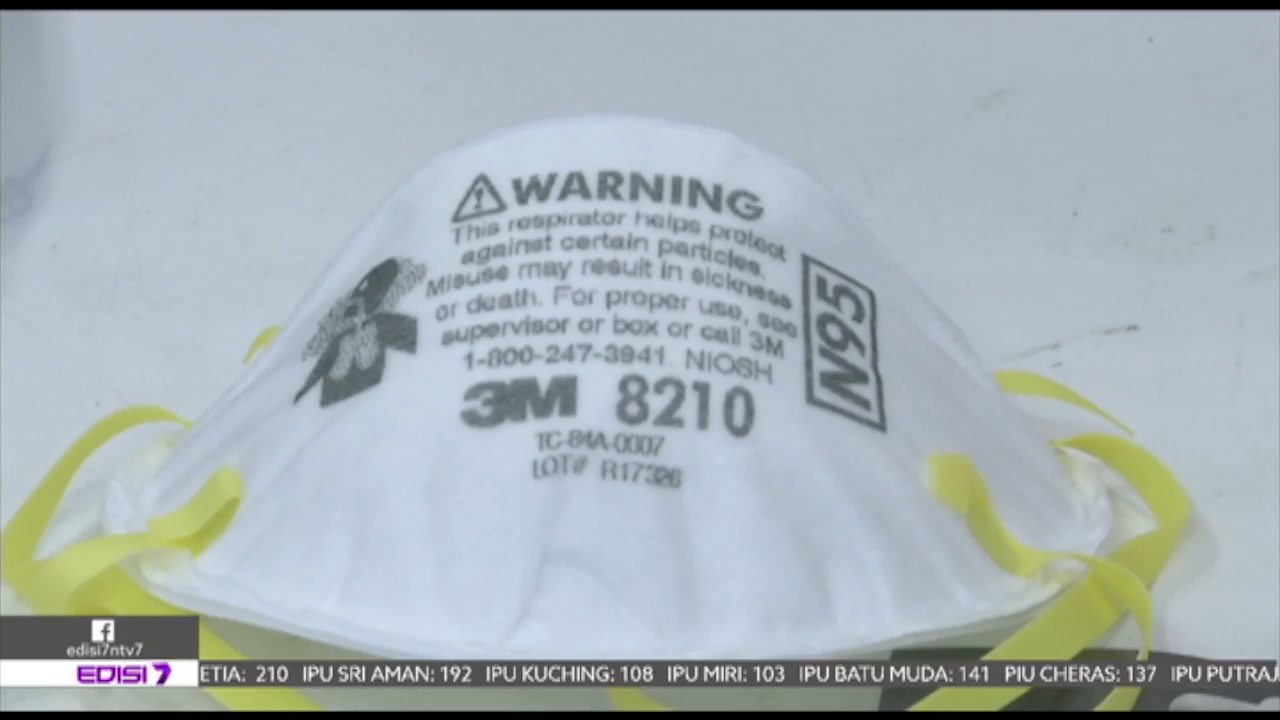 WARNING
This respirator helps protect
against certain particles.
Misuse may result in sickness
or death. For proper use, see
supervisor or box or call 3M
1-800-247-3941. NIOSH
3M 8210
TC-84A-0007
LOT# R17326
N95
edisi7ntv7
EDISI 7
ETIA: 210 IPU SRI AMAN: 192 IPU KUCHING: 108 IPU MIRI: 103 IPU BATU MUDA: 141 PIU CHERAS: 137 IPU PUTRAJ